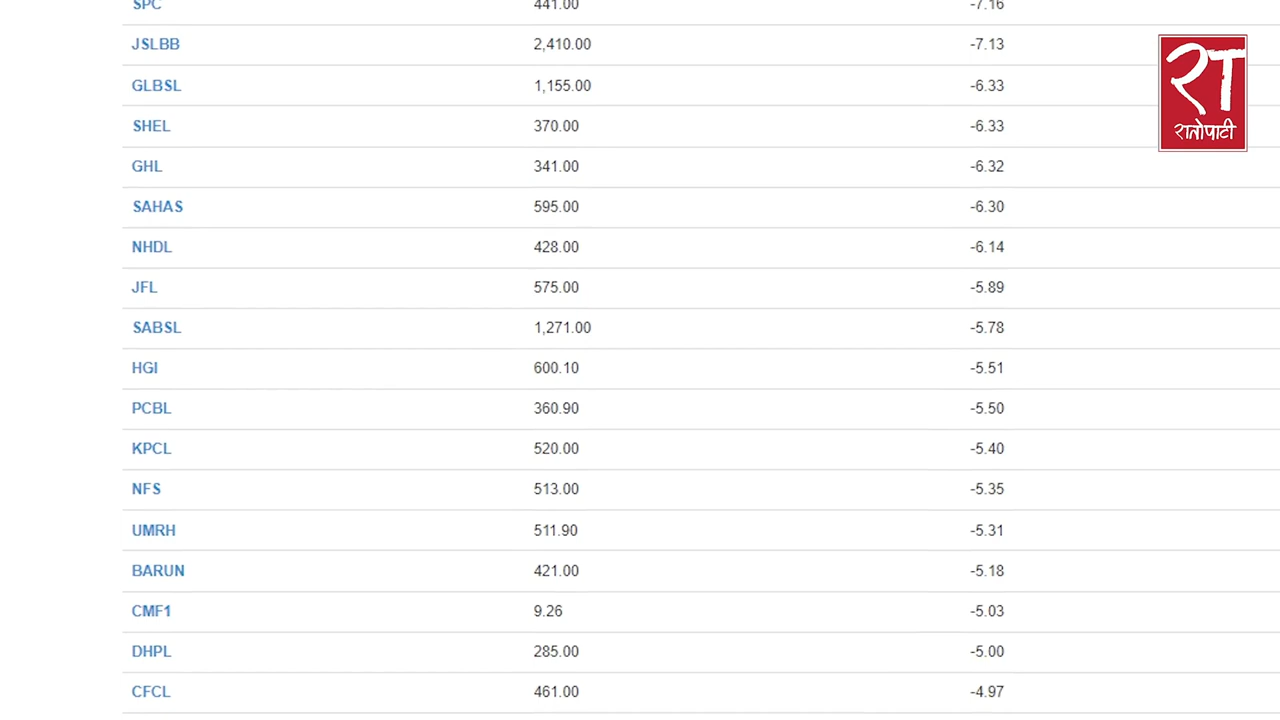 SPC 441.00 -7.16
JSLBB 2,410.00 -7.13
GLBSL 1,155.00 -6.33
SHEL 370.00 -6.33
GHL 341.00 -6.32
SAHAS 595.00 -6.30
NHDL 428.00 -6.14
JFL 575.00 -5.89
SABSL 1,271.00 -5.78
HGI 600.10 -5.51
PCBL 360.90 -5.50
KPCL 520.00 -5.40
NFS 513.00 -5.35
UMRH 511.90 -5.31
BARUN 421.00 -5.18
CMF1 9.26 -5.03
DHPL 285.00 -5.00
CFCL 461.00 -4.97
रा
रातोपाटी